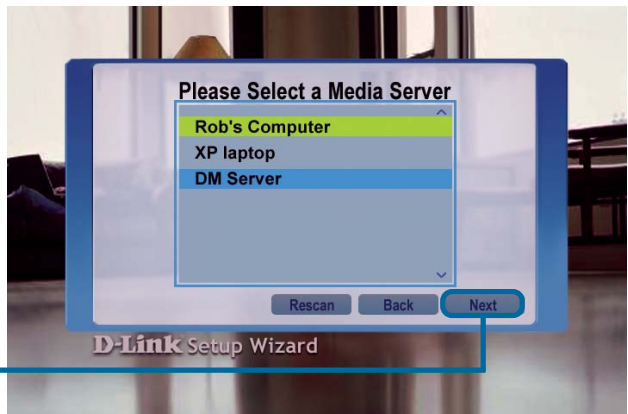 Please Select a Media Server
Rob's Computer
XP laptop
DM Server
Rescan Back Next
D-Link Setup Wizard